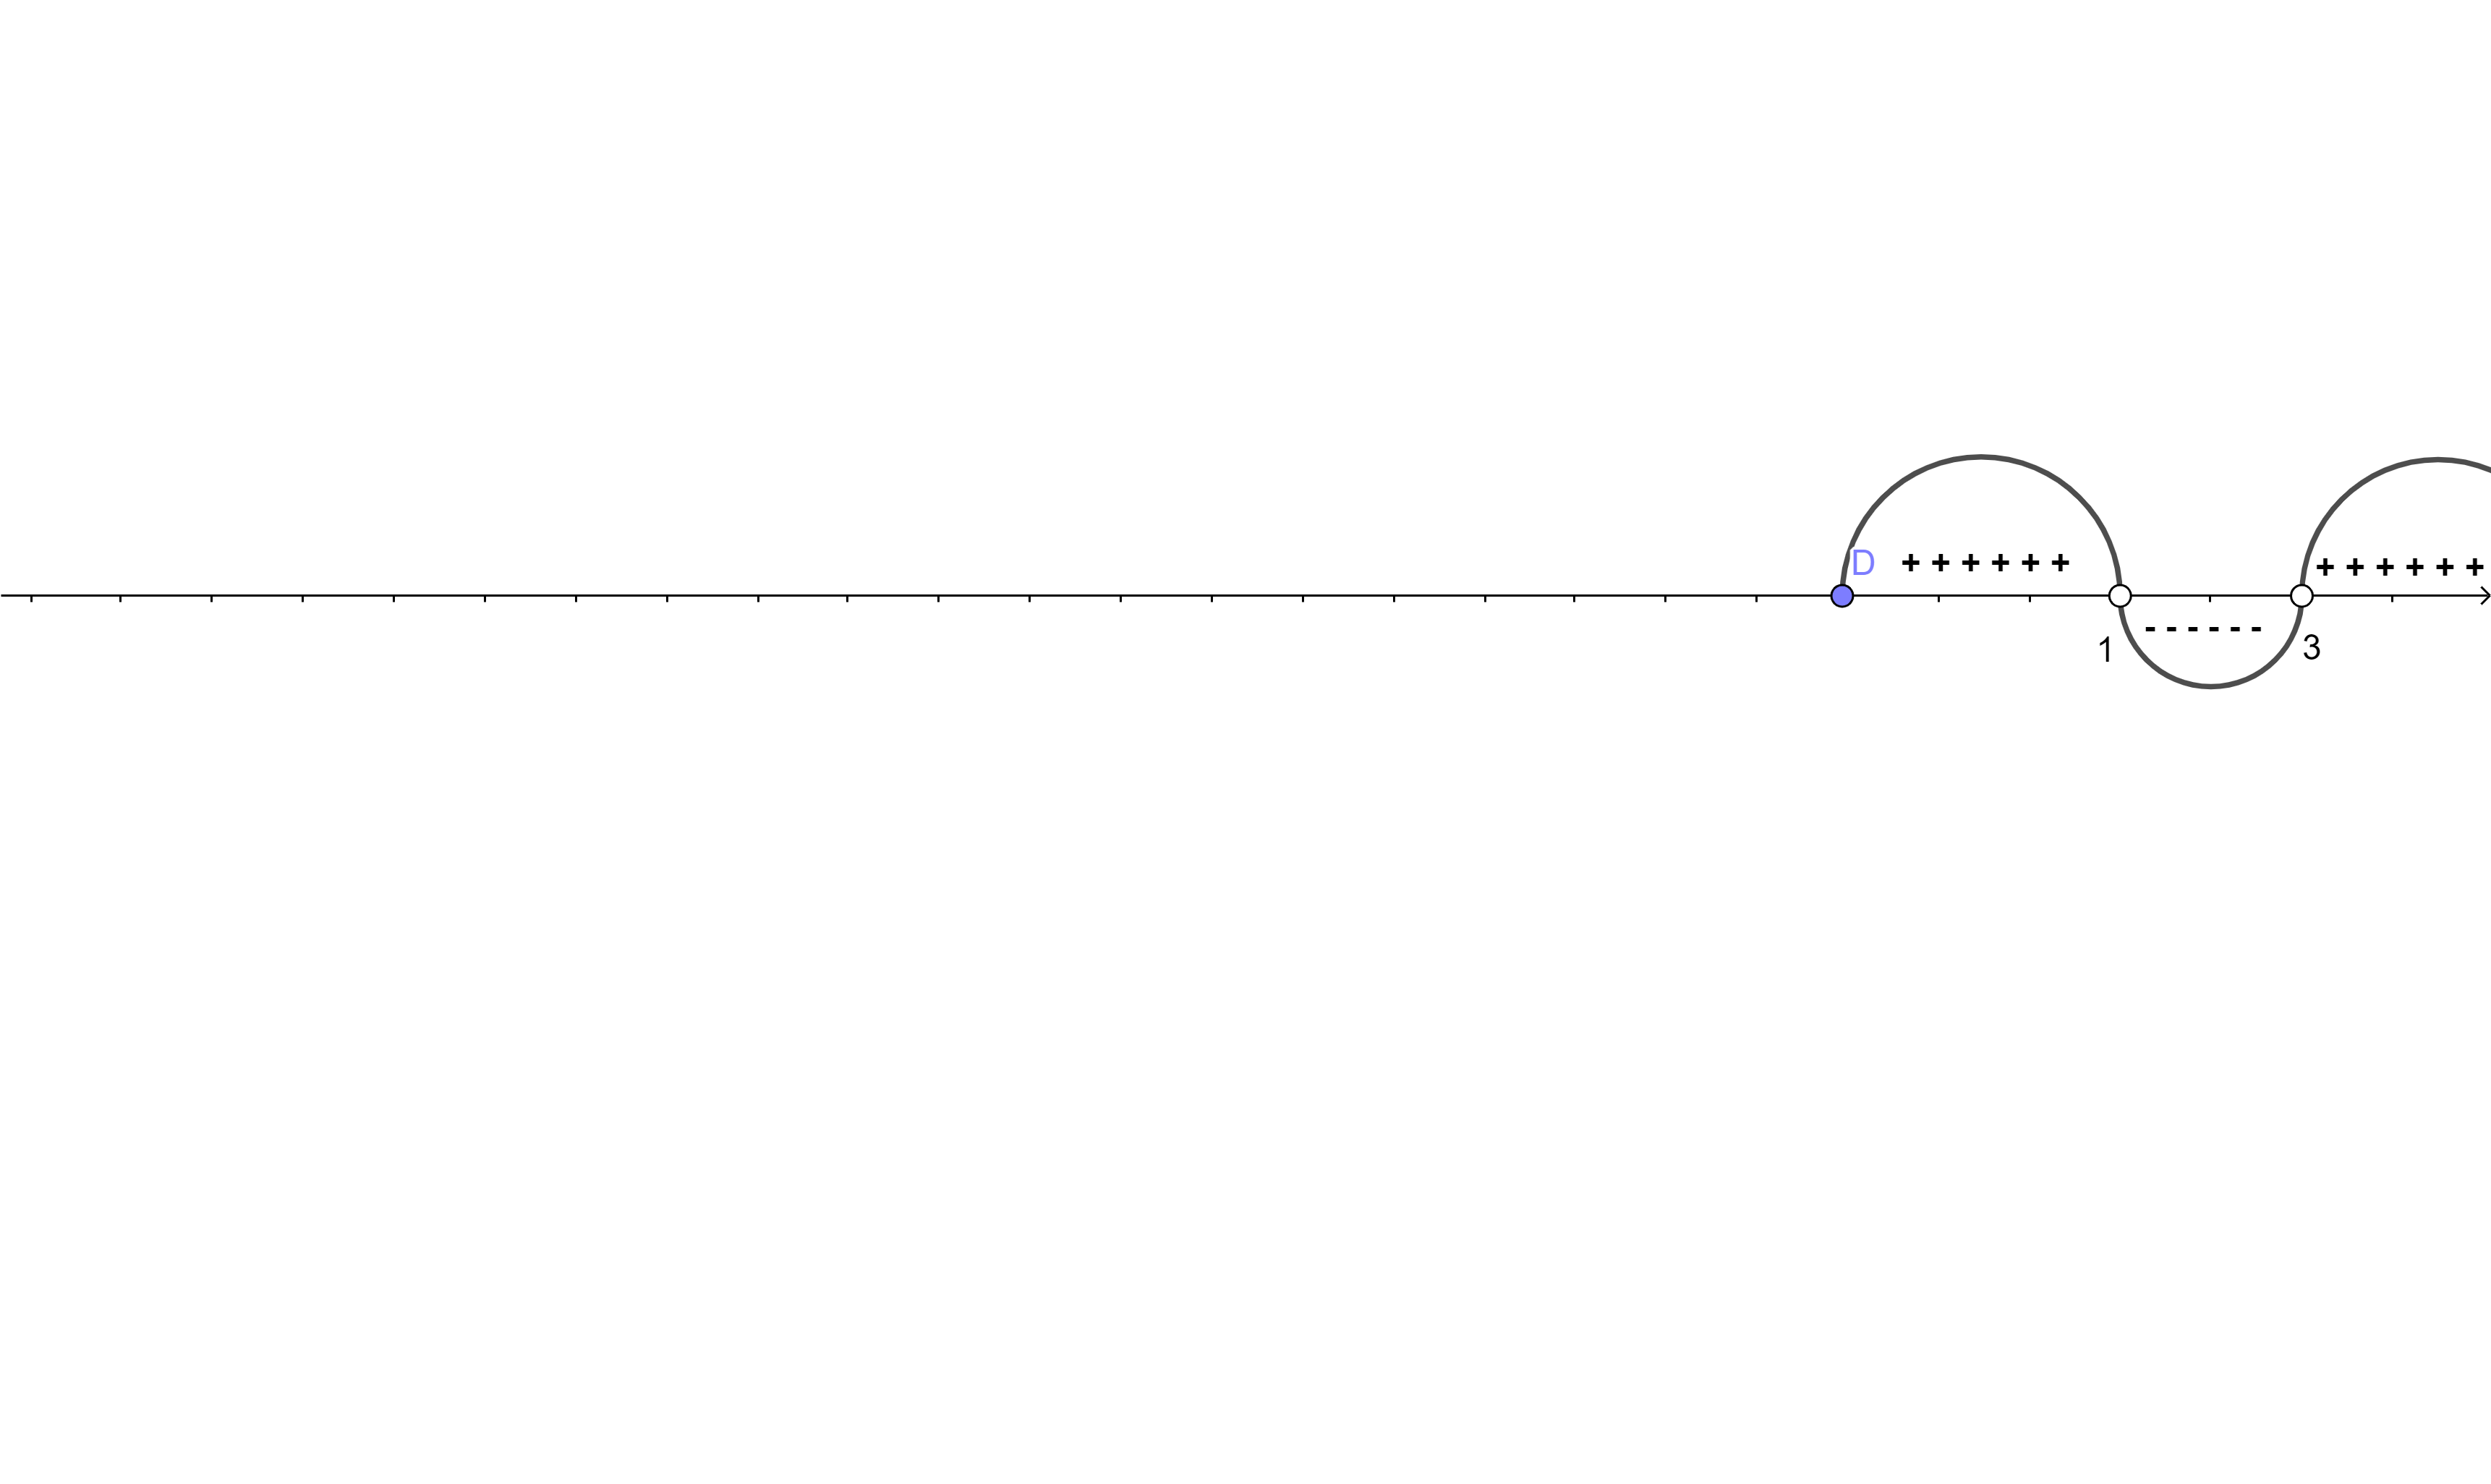 D + + + + + +
+ + + + + +
- - - - - -
1
3